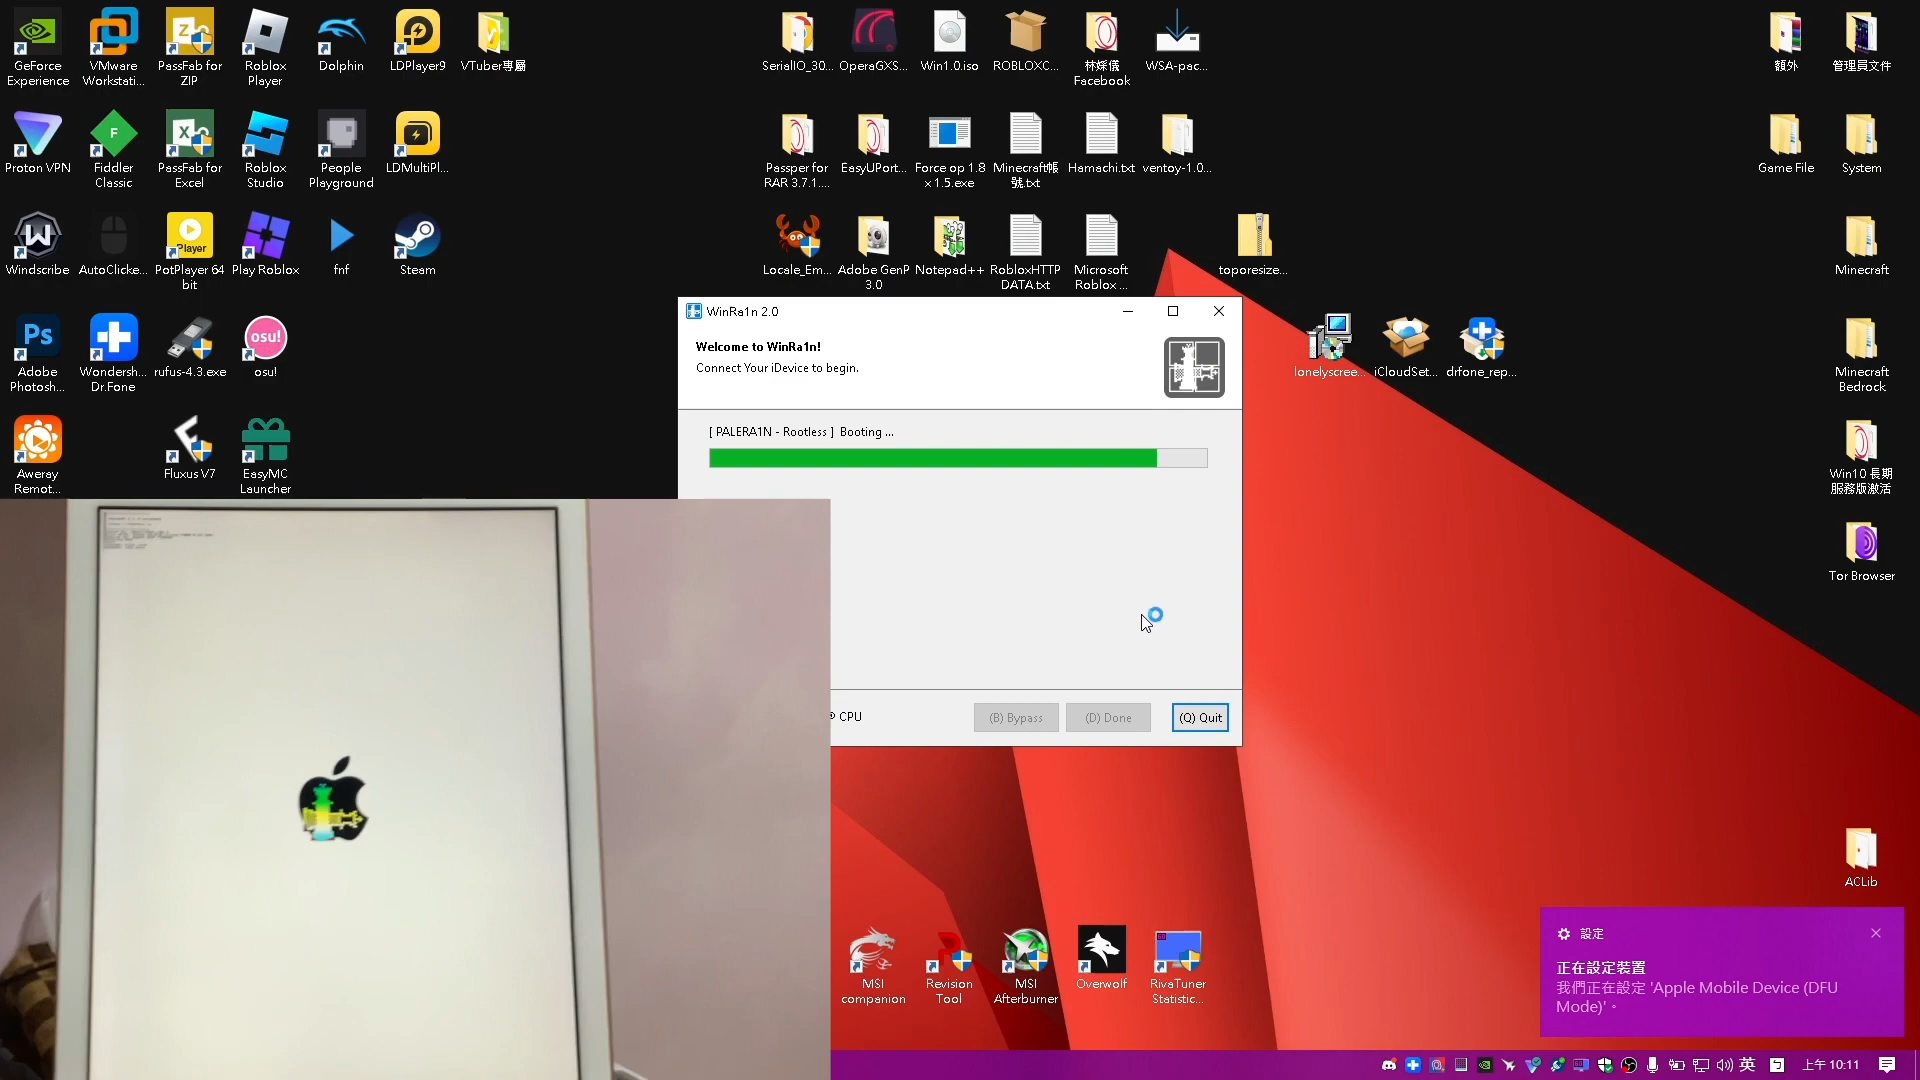 GeForce
Experience
VMware
Workstati...
PassFab for
ZIP
Roblox
Player
Dolphin
LDPlayer9
VTuber專屬
SerialIO_30...
OperaGXS...
Win1.0.iso
ROBLOXC...
林婇儀
Facebook
WSA-pac...
額外
管理員文件
Proton VPN
Fiddler
Classic
PassFab for
Excel
Roblox
Studio
People
Playground
LDMultiPl...
Passper for
RAR 3.7.1....
EasyUPort...
Force op 1.8
x 1.5.exe
Minecraft帳
號.txt
Hamachi.txt
ventoy-1.0...
Game File
System
Windscribe
AutoClicke...
Player
PotPlayer 64
bit
Play Roblox
fnf
Steam
Locale_Em...
Adobe GenP
3.0
Notepad++
RobloxHTTP
DATA.txt
Microsoft
Roblox ...
toporesize...
Minecraft
Ps
Adobe
Photosh...
Wondersh...
Dr.Fone
rufus-4.3.exe
osu!
osu!
lonelyscree...
iCloudSet...
drfone_rep...
Minecraft
Bedrock
Aweray
Remot...
Fluxus V7
EasyMC
Launcher
Win10 長期
服務版激活
Tor Browser
ACLib
WinRa1n 2.0
Welcome to WinRa1n!
Connect Your iDevice to begin.
[ PALERA1N - Rootless ]  Booting ...
® CPU
(B) Bypass
(D) Done
(Q) Quit
MSI
companion
Revision
Tool
MSI
Afterburner
Overwolf
RivaTuner
Statistic...
設定
正在設定裝置
我們正在設定 'Apple Mobile Device (DFU
Mode)'。
英
上午 10:11